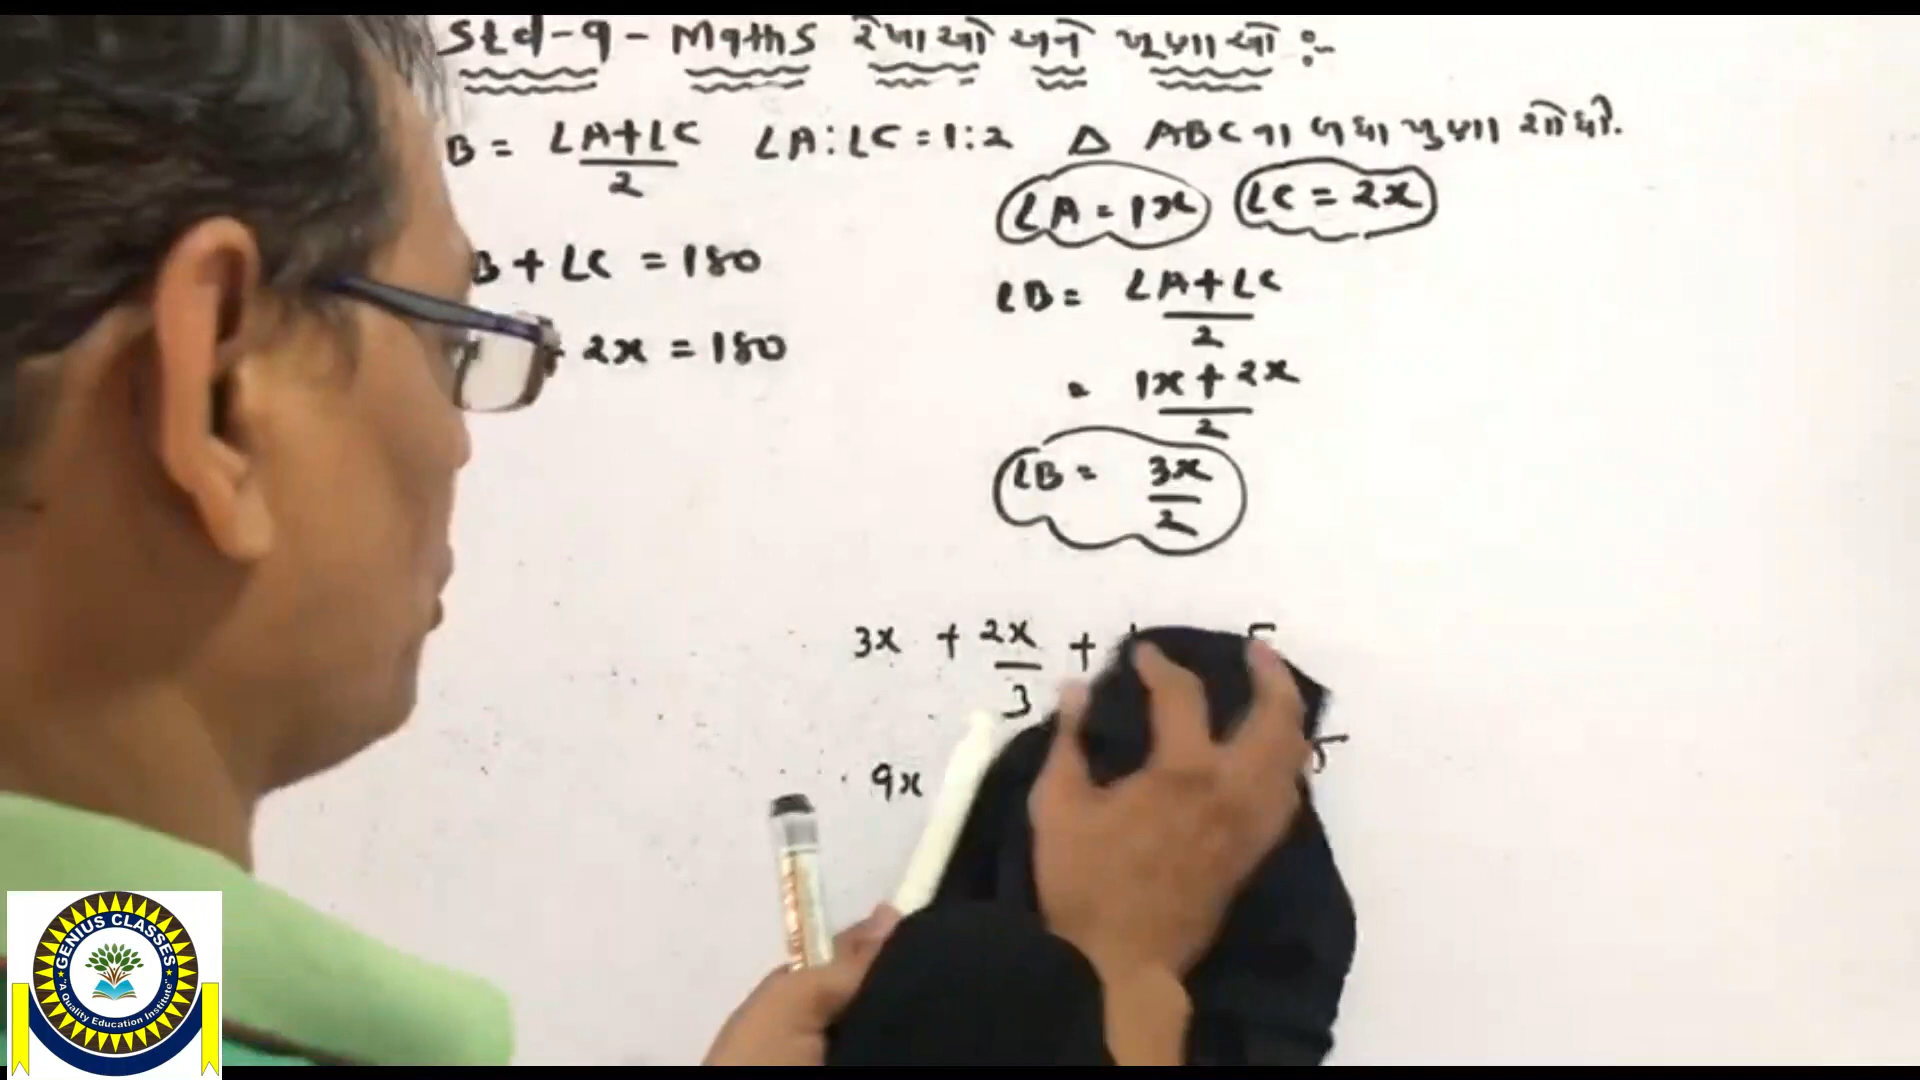 Std-9-Maths રેખાઓ અને ખૂણાઓ :-
B = ∠A+∠C/2 ∠A:∠C=1:2 △ ABC ના બધા ખુણા શોધો.
∠A = 1x ∠C = 2x
B + ∠C = 180
∠B = ∠A+∠C/2
+ 2x = 180
= 1x+2x/2
∠B = 3x/2
3x + 2x/3 +
9x
GENIUS CLASSES
"A Quality Education Institute"